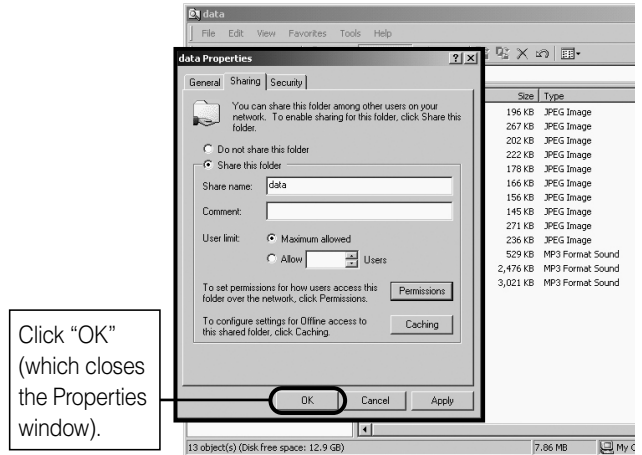 data
File Edit View Favorites Tools Help
data Properties
General Sharing Security
You can share this folder among other users on your
network. To enable sharing for this folder, click Share this
folder.
Do not share this folder
Share this folder
Share name: data
Comment:
User limit: Maximum allowed
Allow Users
To set permissions for how users access this
folder over the network, click Permissions.
Permissions
To configure settings for Offline access to
this shared folder, click Caching.
Caching
OK Cancel Apply
Size Type
196 KB JPEG Image
267 KB JPEG Image
202 KB JPEG Image
222 KB JPEG Image
178 KB JPEG Image
166 KB JPEG Image
156 KB JPEG Image
145 KB JPEG Image
271 KB JPEG Image
236 KB JPEG Image
529 KB MP3 Format Sound
2,476 KB MP3 Format Sound
3,021 KB MP3 Format Sound
Click “OK”
(which closes
the Properties
window).
13 object(s) (Disk free space: 12.9 GB) 7.86 MB My